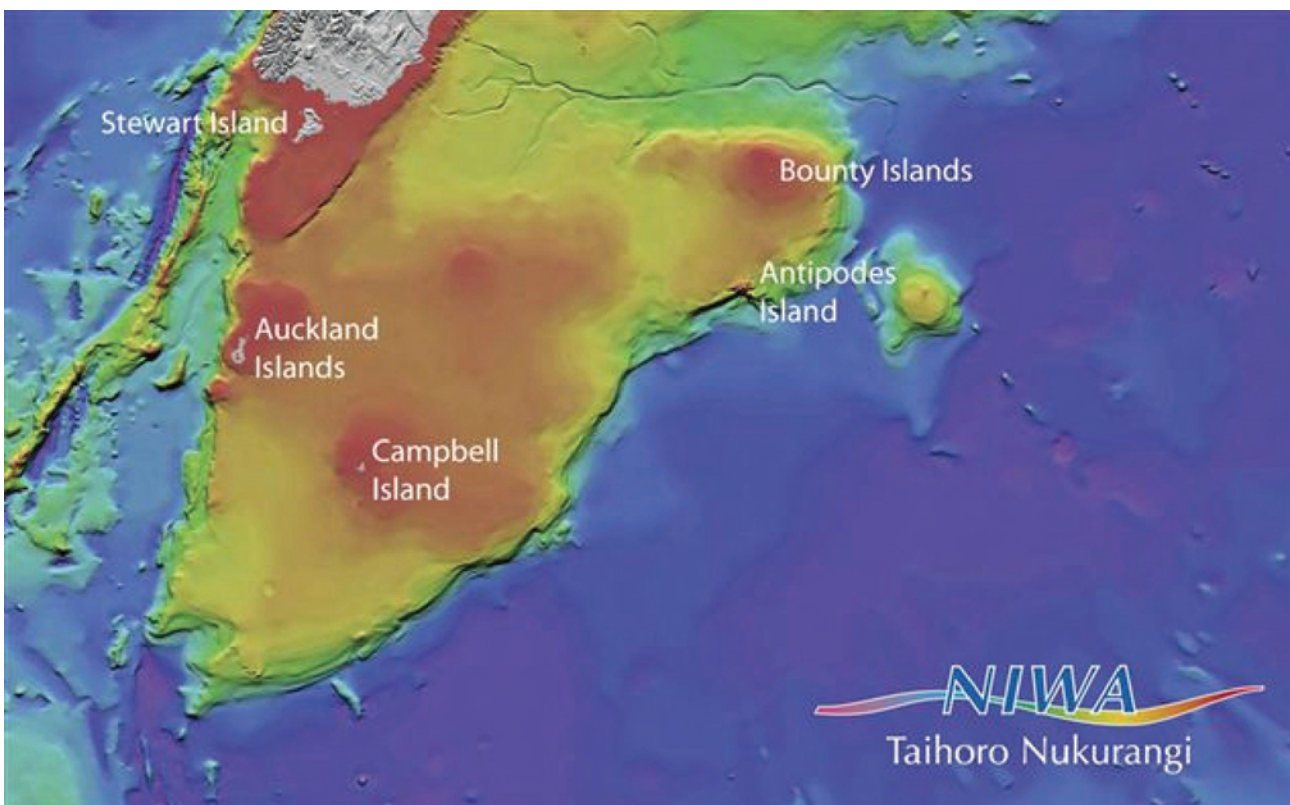 Stewart Island
Bounty Islands
Antipodes
Island
Auckland
Islands
Campbell
Island
NIWA
Taihoro Nukurangi